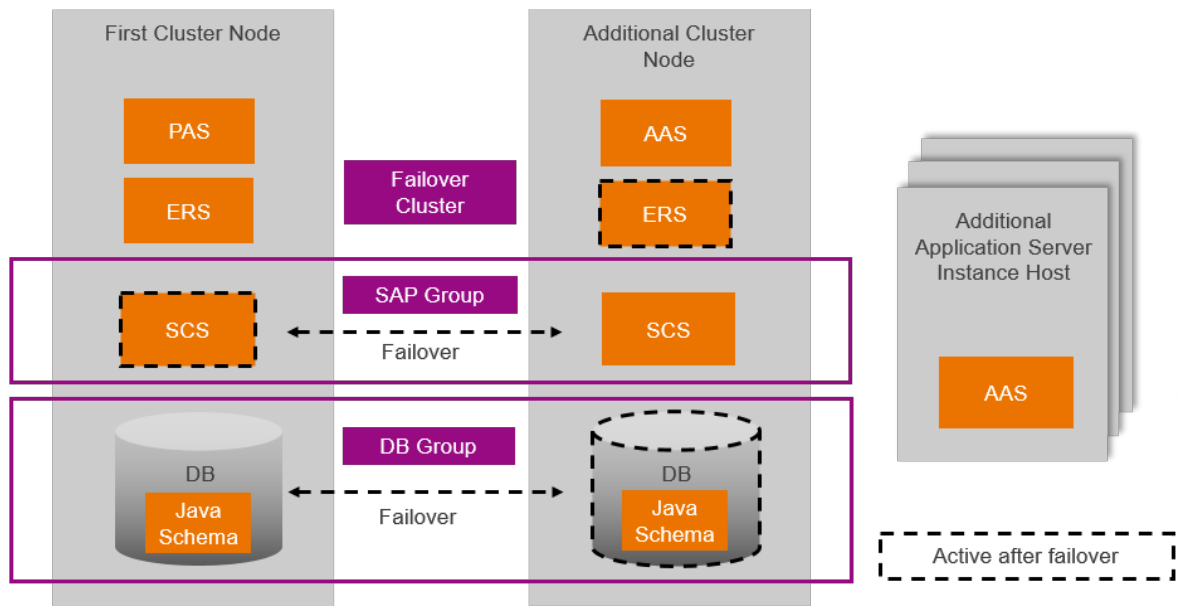 First Cluster Node
Additional Cluster
Node
PAS
AAS
Failover
Cluster
ERS
ERS
SAP Group
SCS
SCS
Failover
DB Group
DB
DB
Java
Schema
Java
Schema
Failover
Additional
Application Server
Instance Host
AAS
Active after failover